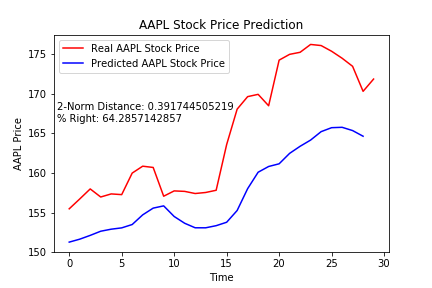 AAPL Stock Price Prediction
Real AAPL Stock Price
Predicted AAPL Stock Price
2-Norm Distance: 0.391744505219
% Right: 64.2857142857
AAPL Price
175
170
165
160
155
150
0
5
10
15
20
25
30
Time